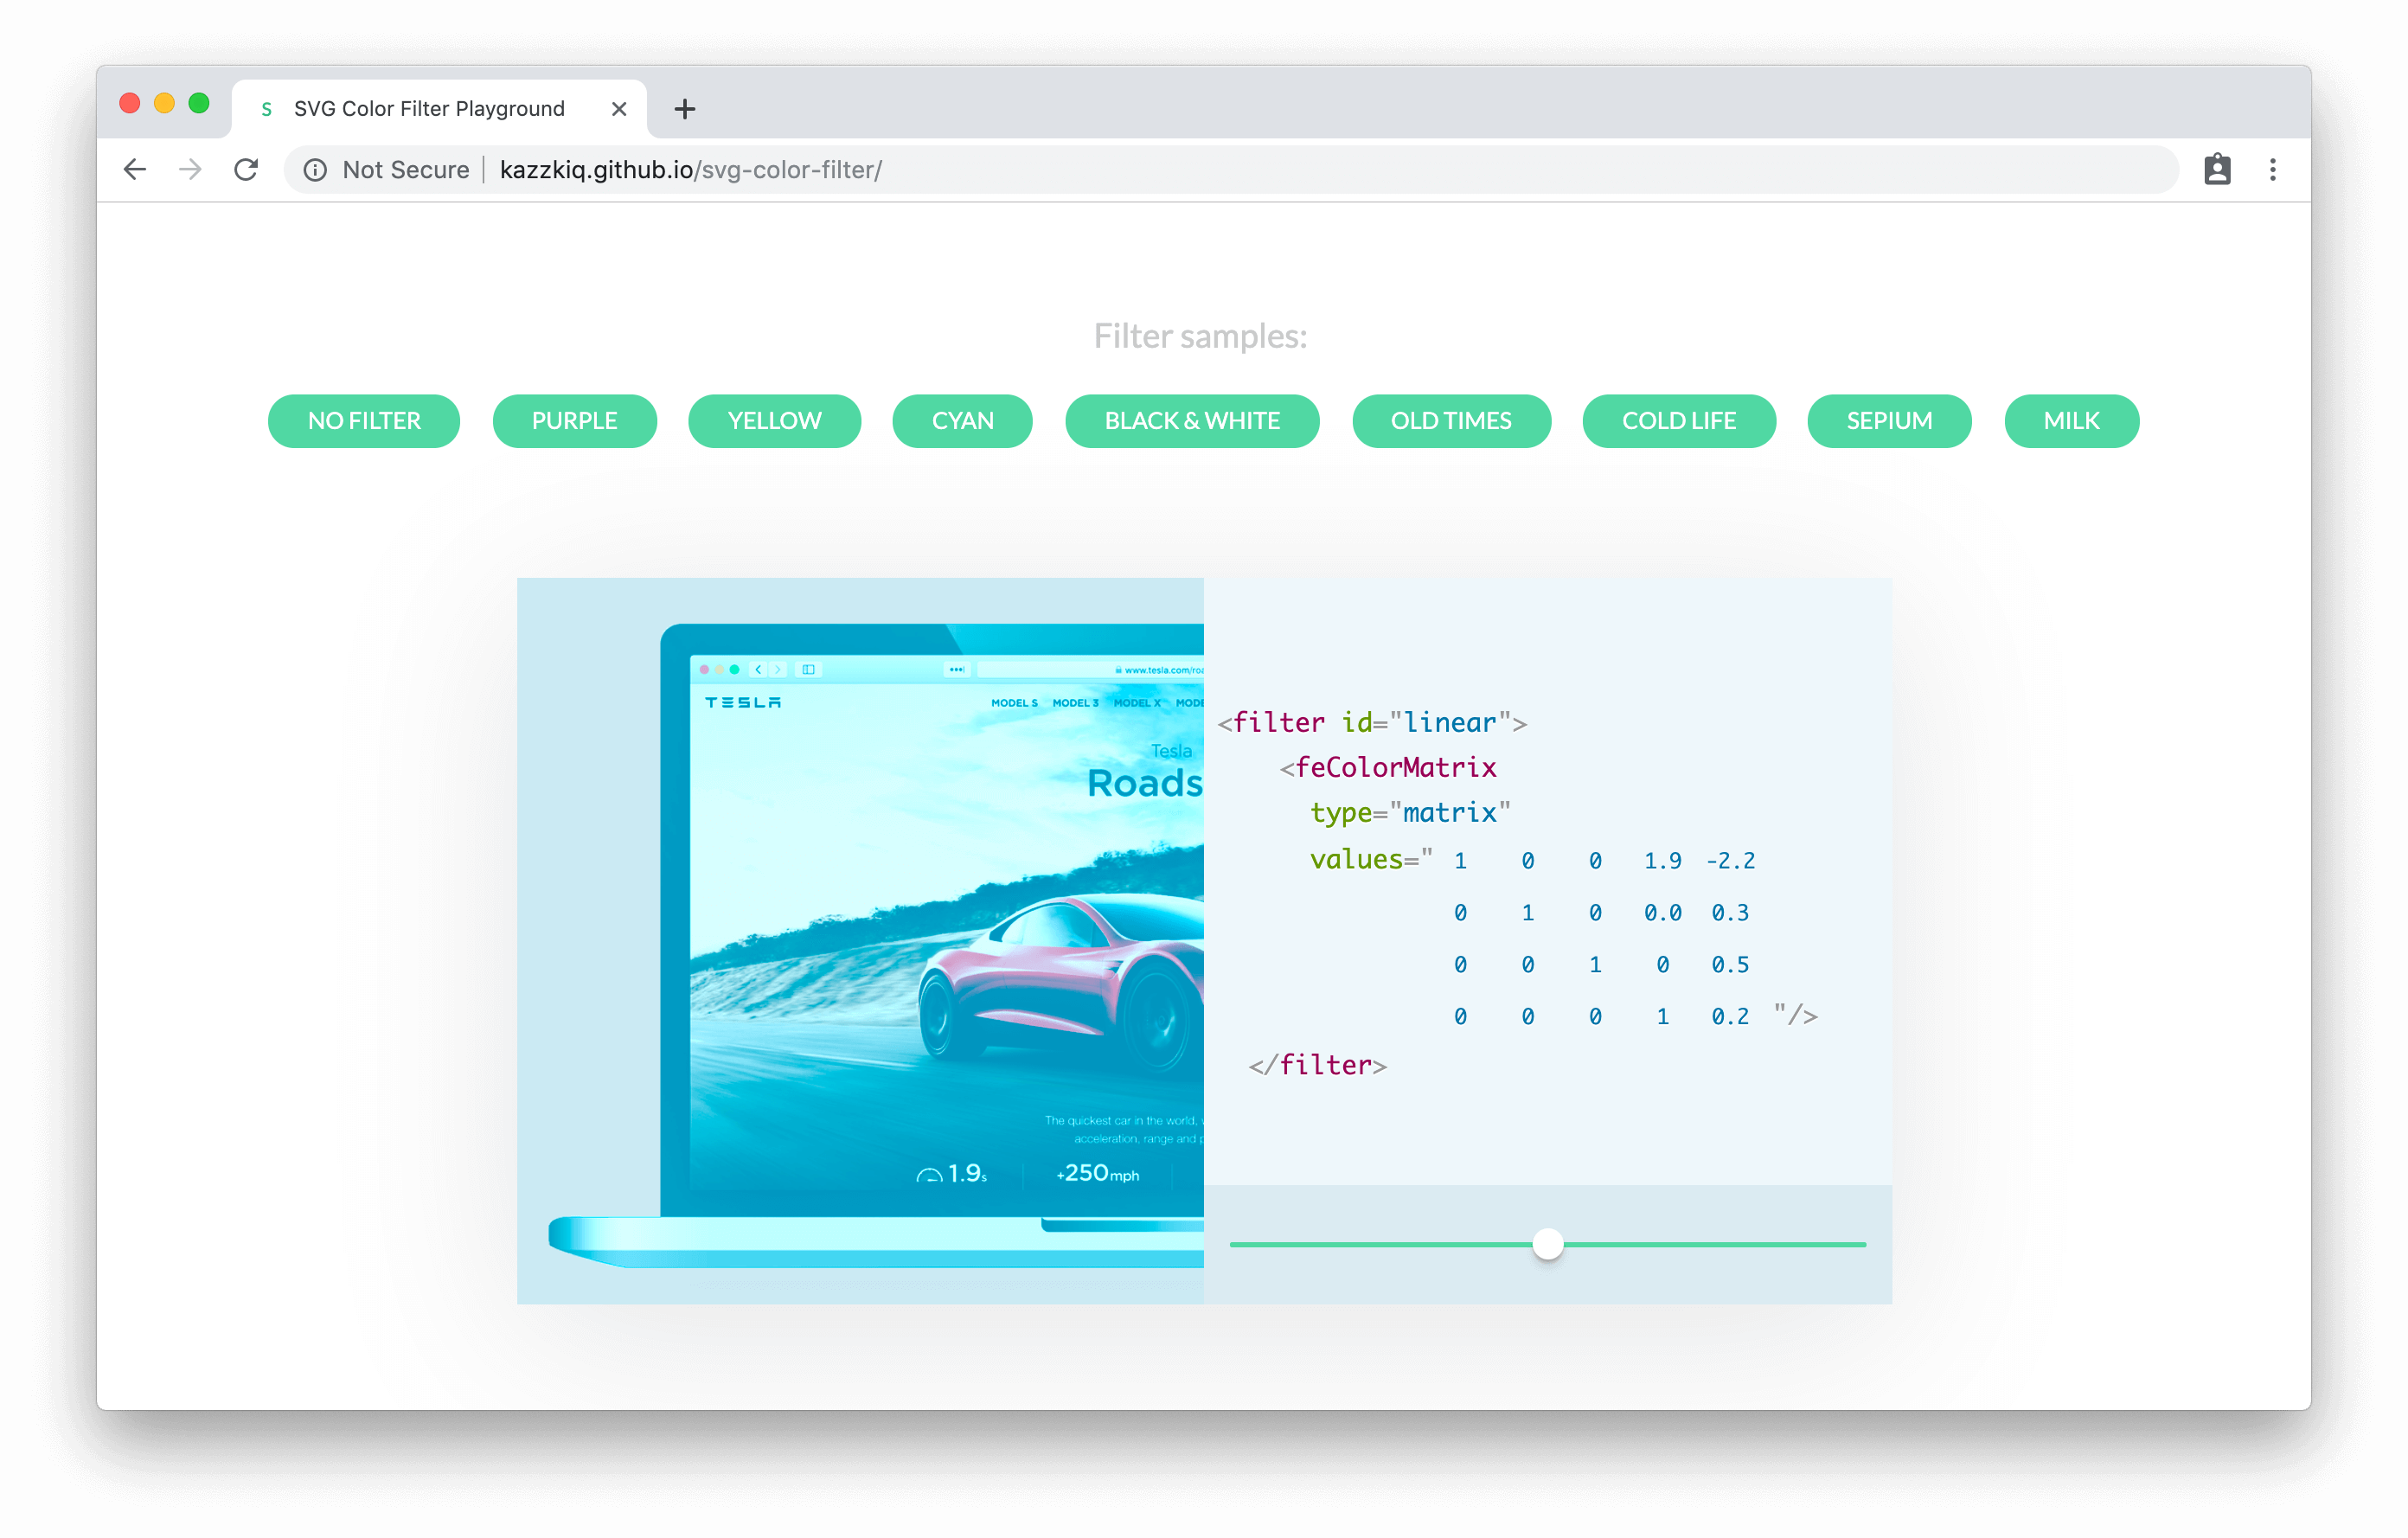 S SVG Color Filter Playground
Not Secure | kazzkiq.github.io/svg-color-filter/
Filter samples:
NO FILTER PURPLE YELLOW CYAN BLACK & WHITE OLD TIMES COLD LIFE SEPIUM MILK
www.tesla.com/roa
TESLA MODEL S MODEL 3 MODEL X MODE
Tesla
Roads
The quickest car in the world, w
acceleration, range and p
1.9s +250mph
<filter id="linear">
<feColorMatrix
type="matrix"
values=" 1 0 0 1.9 -2.2
0 1 0 0.0 0.3
0 0 1 0 0.5
0 0 0 1 0.2 "/>
</filter>